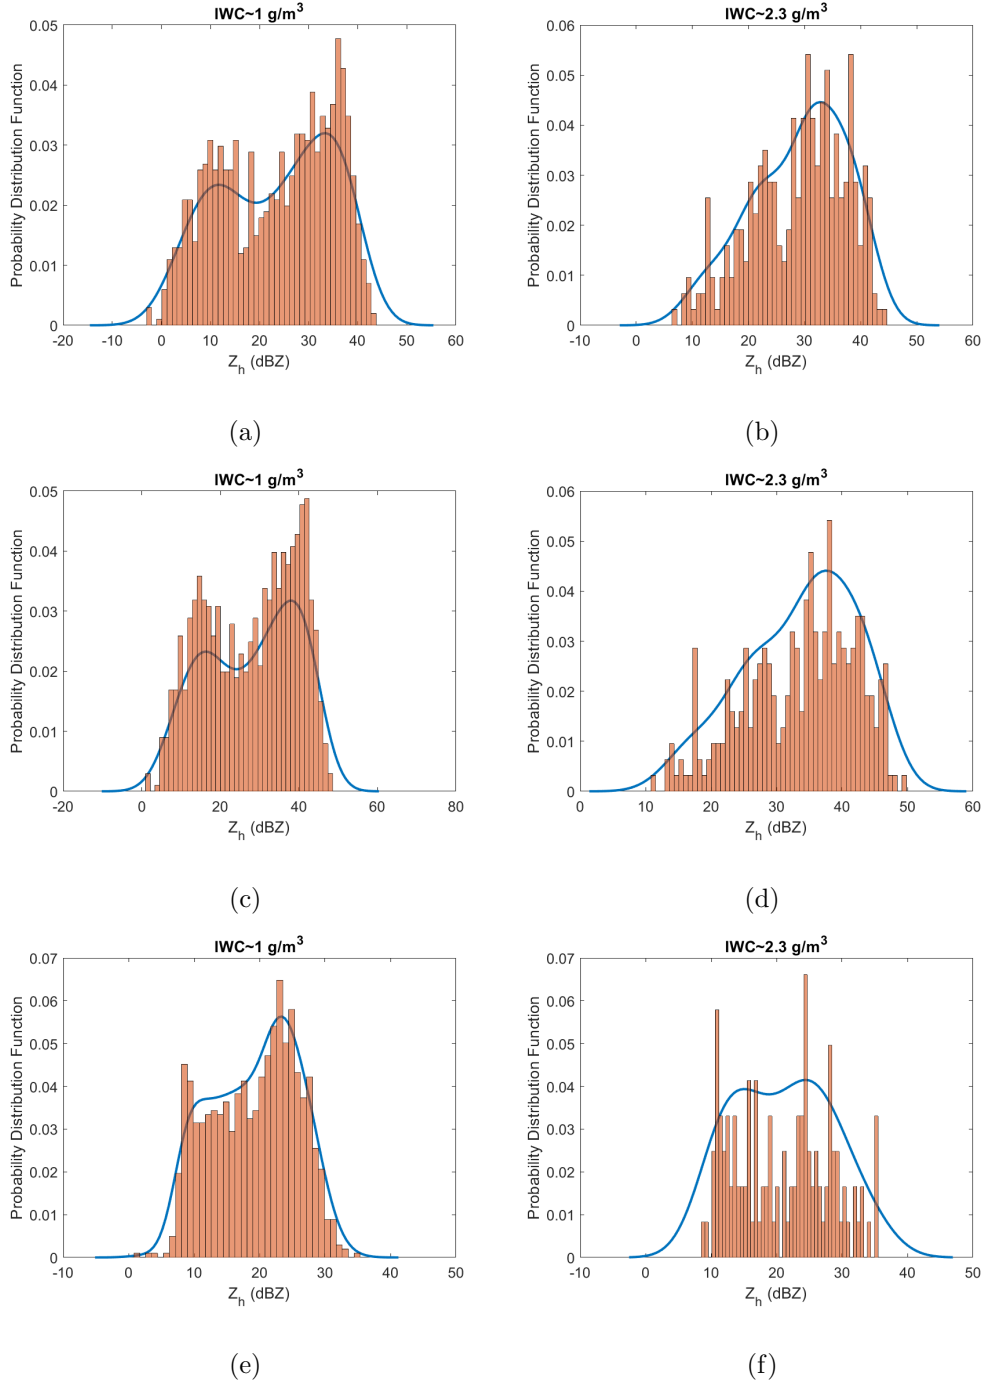 IWC~1 g/m3
Probability Distribution Function
0.05
0.04
0.03
0.02
0.01
0
-20 -10 0 10 20 30 40 50 60
Zh (dBZ)
(a)
IWC~2.3 g/m3
Probability Distribution Function
0.06
0.05
0.04
0.03
0.02
0.01
0
-10 0 10 20 30 40 50 60
Zh (dBZ)
(b)
IWC~1 g/m3
Probability Distribution Function
0.05
0.04
0.03
0.02
0.01
0
-20 0 20 40 60 80
Zh (dBZ)
(c)
IWC~2.3 g/m3
Probability Distribution Function
0.06
0.05
0.04
0.03
0.02
0.01
0
0 10 20 30 40 50 60
Zh (dBZ)
(d)
IWC~1 g/m3
Probability Distribution Function
0.07
0.06
0.05
0.04
0.03
0.02
0.01
0
-10 0 10 20 30 40 50
Zh (dBZ)
(e)
IWC~2.3 g/m3
Probability Distribution Function
0.07
0.06
0.05
0.04
0.03
0.02
0.01
0
-10 0 10 20 30 40 50
Zh (dBZ)
(f)